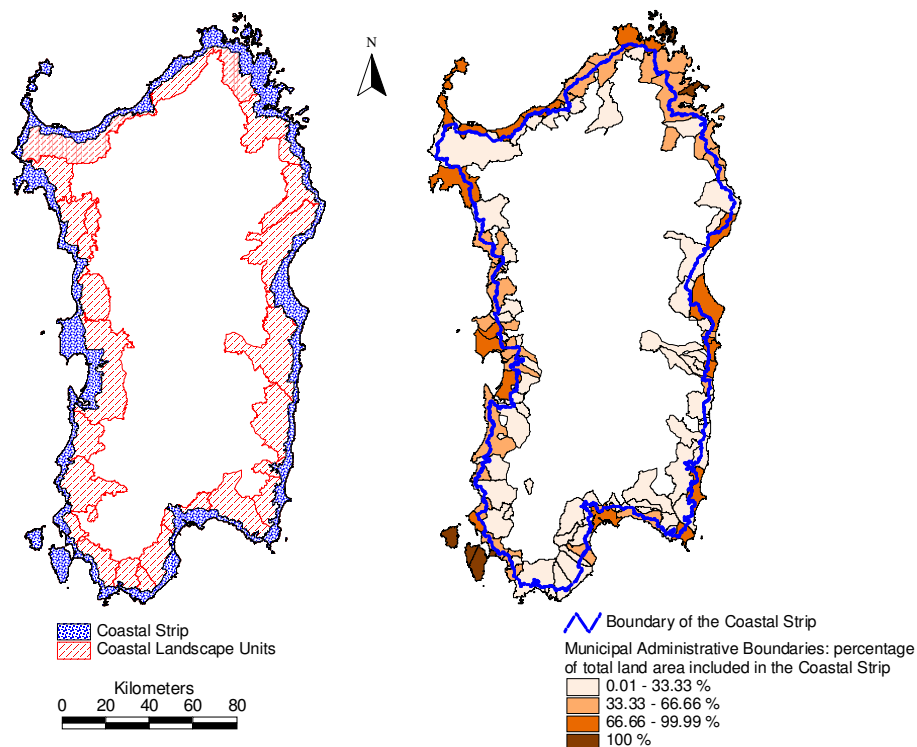 N
Coastal Strip
Coastal Landscape Units
Kilometers
0 20 40 60 80
Boundary of the Coastal Strip
Municipal Administrative Boundaries: percentage
of total land area included in the Coastal Strip
0.01 - 33.33 %
33.33 - 66.66 %
66.66 - 99.99 %
100 %